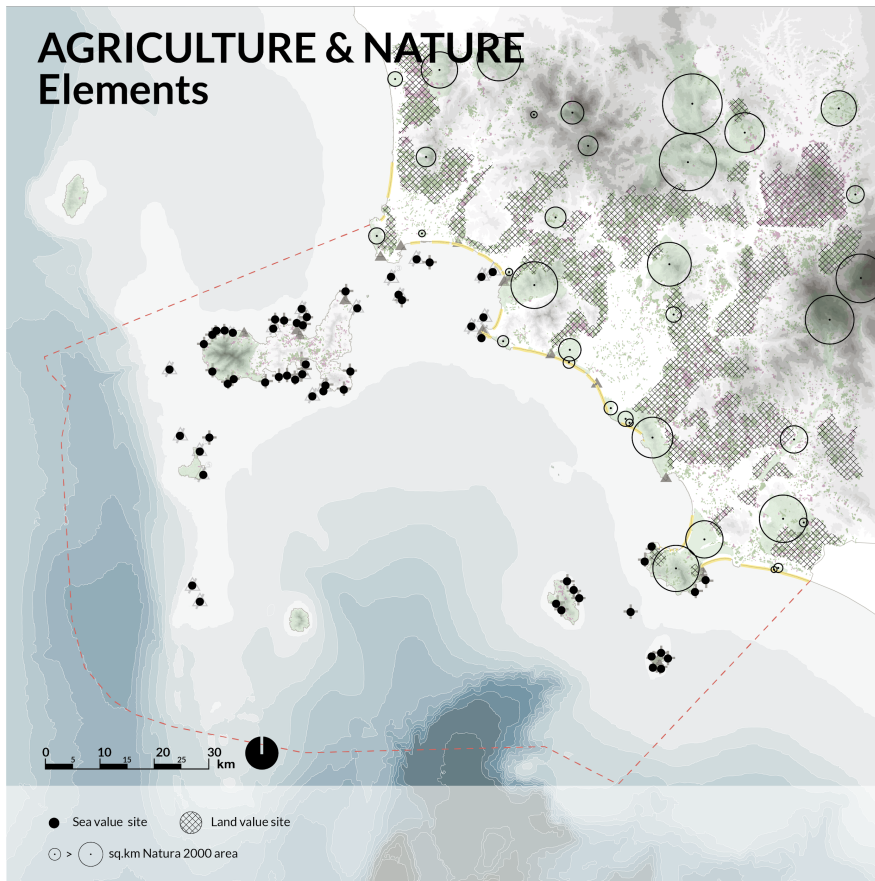 AGRICULTURE & NATURE
Elements
0 10 20 30
5 15 25 km
Sea value site Land value site
> sq.km Natura 2000 area